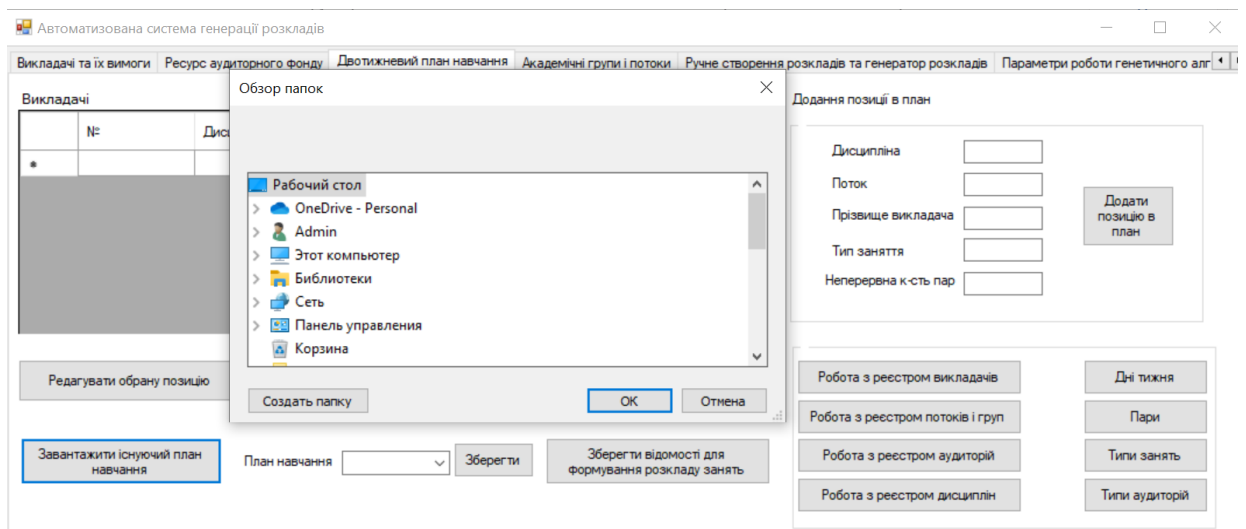 Автоматизована система генерації розкладів
Викладачі та їх вимоги Ресурс аудиторного фонду Двотижневий план навчання Академічні групи і потоки Ручне створення розкладів та генератор розкладів Параметри роботи генетичного алг
Викладачі
№ Дисц
*
Обзор папок
Рабочий стол
OneDrive - Personal
Admin
Этот компьютер
Библиотеки
Сеть
Панель управления
Корзина
Создать папку ОК Отмена
Додання позиції в план
Дисципліна
Поток
Прізвище викладача
Тип заняття
Неперервна к-сть пар
Додати
позицію в
план
Редагувати обрану позицію
Завантажити існуючий план
навчання
План навчання
Зберегти
Зберегти відомості для
формування розкладу занять
Робота з реєстром викладачів
Робота з реєстром потоків і груп
Робота з реєстром аудиторій
Робота з реєстром дисциплін
Дні тижня
Пари
Типи занять
Типи аудиторій